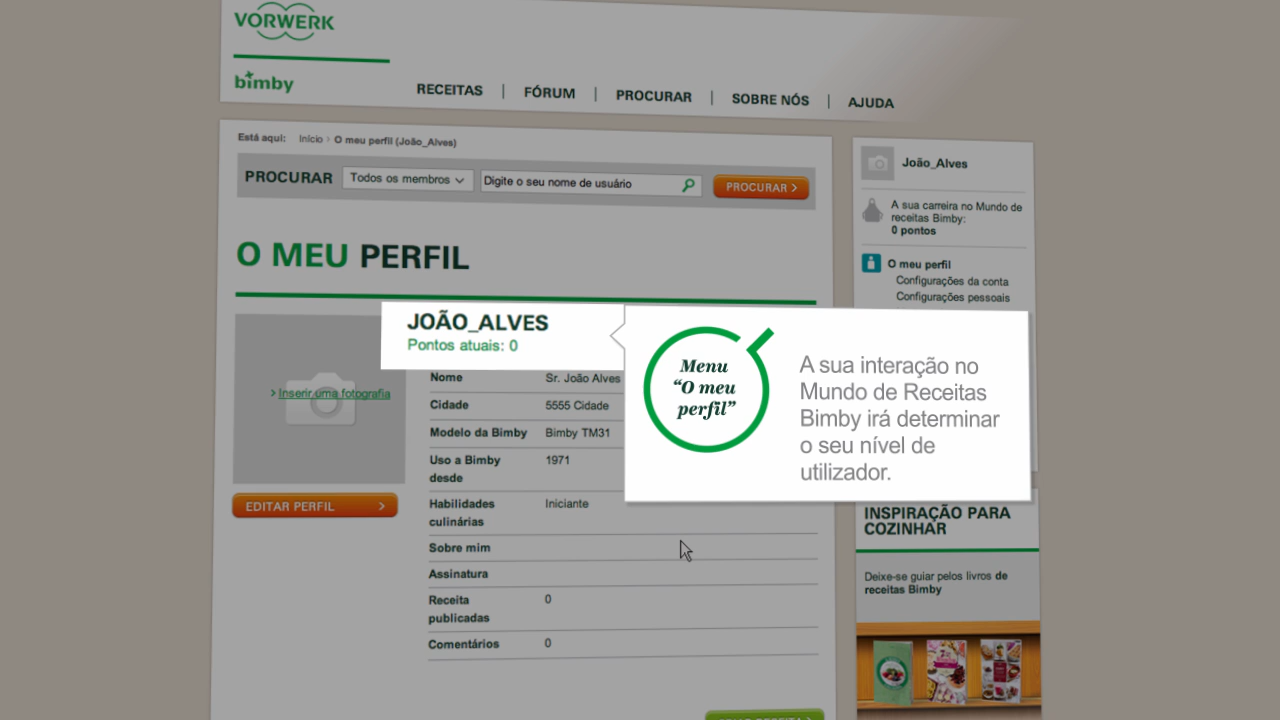 VORWERK
bimby
RECEITAS | FÓRUM | PROCURAR | SOBRE NÓS | AJUDA
Está aqui: Início › O meu perfil (João_Alves)
PROCURAR Todos os membros Digite o seu nome de usuário PROCURAR >
O MEU PERFIL
JOÃO_ALVES
Pontos atuais: 0
> Inserir uma fotografia
EDITAR PERFIL >
Nome Sr. João Alves
Cidade 5555 Cidade
Modelo da Bimby Bimby TM31
Uso a Bimby 1971
desde
Habilidades Iniciante
culinárias
Sobre mim
Assinatura
Receita 0
publicadas
Comentários 0
Menu
“O meu
perfil”
A sua interação no
Mundo de Receitas
Bimby irá determinar
o seu nível de
utilizador.
João_Alves
A sua carreira no Mundo de
receitas Bimby:
0 pontos
O meu perfil
Configurações da conta
Configurações pessoais
INSPIRAÇÃO PARA
COZINHAR
Deixe-se guiar pelos livros de
receitas Bimby